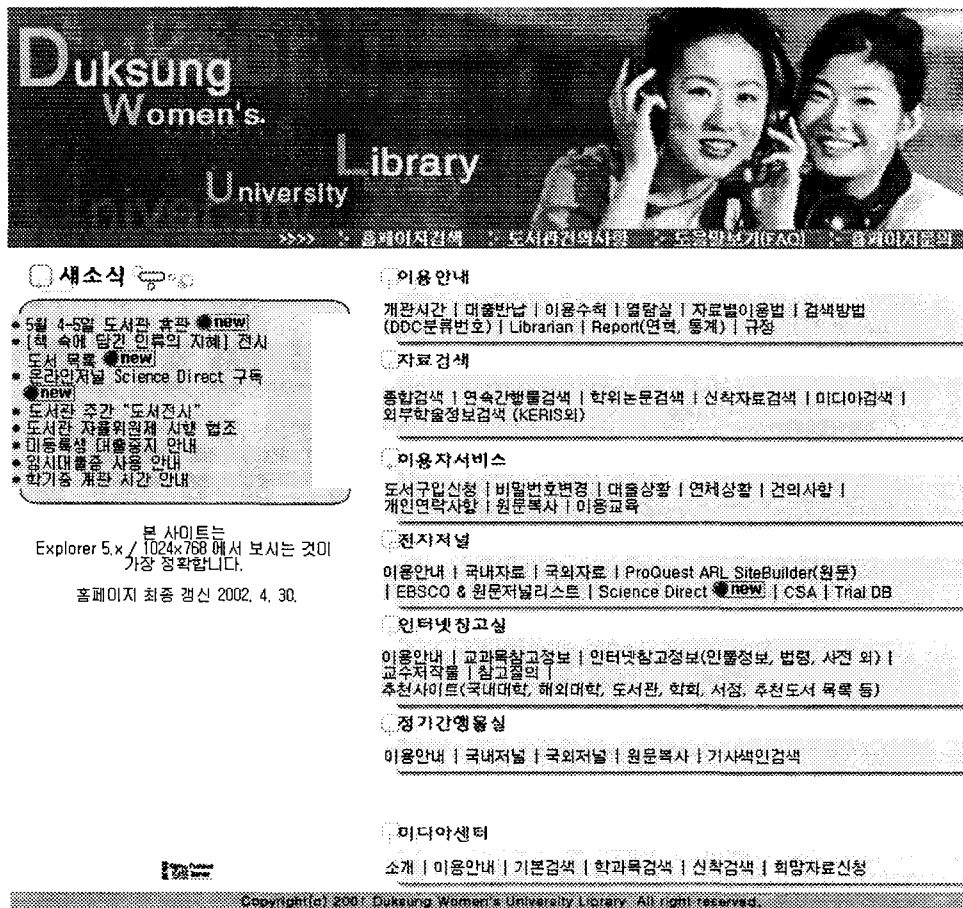 Duksung
Women's.
University
Library
>>>> 홈페이지검색 도서관건의사항 도움말보기(FAQ) 홈페이지문의
새소식
5월 4-5일 도서관 휴관 new
[책 속에 담긴 인류의 지혜] 전시
도서 목록 new
온라인저널 Science Direct 구독
new
도서관 주간 "도서전시"
도서관 자율위원제 시행 협조
미등록생 대출중지 안내
임시대출증 사용 안내
학기중 개관 시간 안내
본 사이트는
Explorer 5.x / 1024x768 에서 보시는 것이
가장 정확합니다.
홈페이지 최종 갱신 2002. 4. 30.
이용안내
개관시간 | 대출반납 | 이용수칙 | 열람실 | 자료별이용법 | 검색방법
(DDC분류번호) | Librarian | Report(연혁, 통계) | 규정
자료검색
종합검색 | 연속간행물검색 | 학위논문검색 | 신착자료검색 | 미디어검색 |
외부학술정보검색 (KERIS외)
이용자서비스
도서구입신청 | 비밀번호변경 | 대출상황 | 연체상황 | 건의사항 |
개인연락사항 | 원문복사 | 이용교육
전자저널
이용안내 | 국내자료 | 국외자료 | ProQuest ARL SiteBuilder(원문)
| EBSCO & 원문저널리스트 | Science Direct new | CSA | Trial DB
인터넷참고실
이용안내 | 교과목참고정보 | 인터넷참고정보(인물정보, 법령, 사전 외) |
교수저작물 | 참고질의 |
추천사이트(국내대학, 해외대학, 도서관, 학회, 서점, 추천도서 목록 등)
정기간행물실
이용안내 | 국내저널 | 국외저널 | 원문복사 | 기사색인검색
미디어센터
소개 | 이용안내 | 기본검색 | 학과목검색 | 신착검색 | 희망자료신청
Copyright(c) 2001 Duksung Women's University Library. All right reserved.